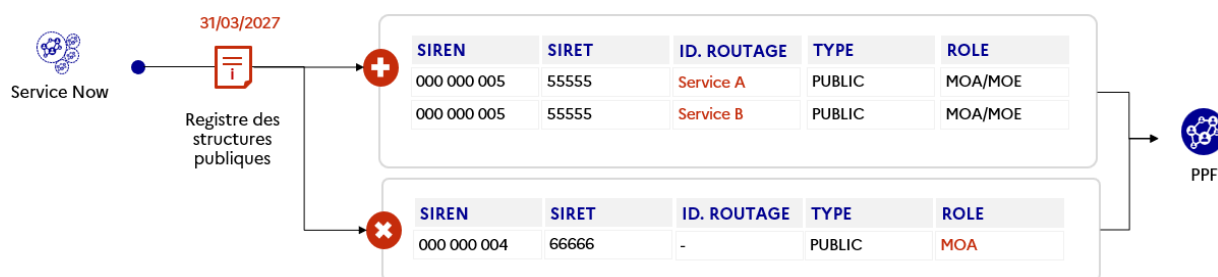 31/03/2027
Service Now
Registre des
structures
publiques
SIREN SIRET ID. ROUTAGE TYPE ROLE
000 000 005 55555 Service A PUBLIC MOA/MOE
000 000 005 55555 Service B PUBLIC MOA/MOE
PPF
SIREN SIRET ID. ROUTAGE TYPE ROLE
000 000 004 66666 - PUBLIC MOA